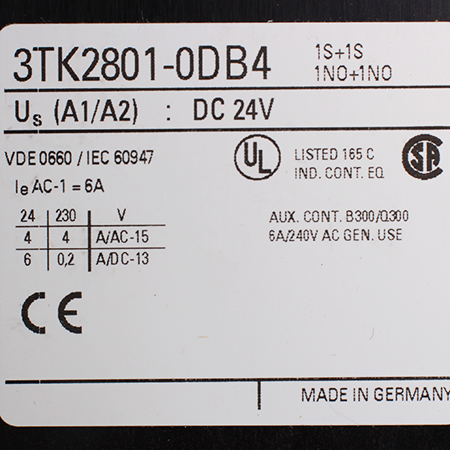 3TK2801-0DB4 1S+1S
1NO+1NO
Us (A1/A2) : DC 24V
VDE 0660 / IEC 60947
Ie AC-1 = 6A
UL LISTED 165 C
IND. CONT. EQ
SA
24 230 V
4 4 A/AC-15
6 0,2 A/DC-13
AUX. CONT. B300/Q300
6A/240V AC GEN. USE
CE
MADE IN GERMANY